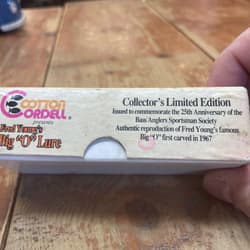 COTTON
CORDELL®
presents
Fred Young's
Big "O" Lure
Collector's Limited Edition
Issued to commemorate the 25th Anniversary of the
Bass Anglers Sportsman Society
Authentic reproduction of Fred Young's famous
Big "O" first carved in 1967